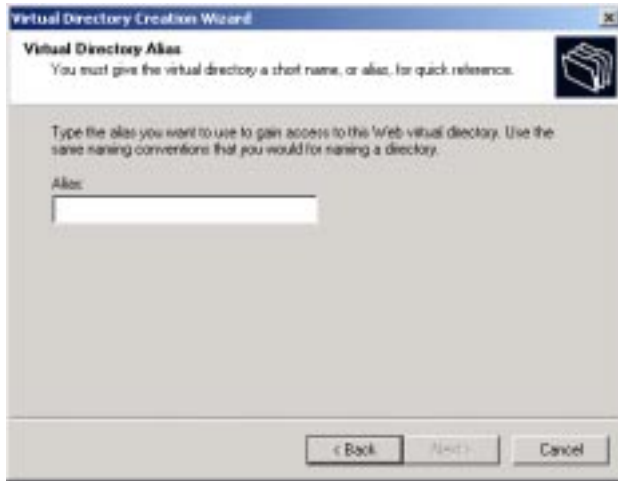 Virtual Directory Creation Wizard
Virtual Directory Alias
You must give the virtual directory a short name, or alias, for quick reference.
Type the alias you want to use to gain access to this Web virtual directory. Use the
same naming conventions that you would for naming a directory.
Alias:
< Back Next > Cancel